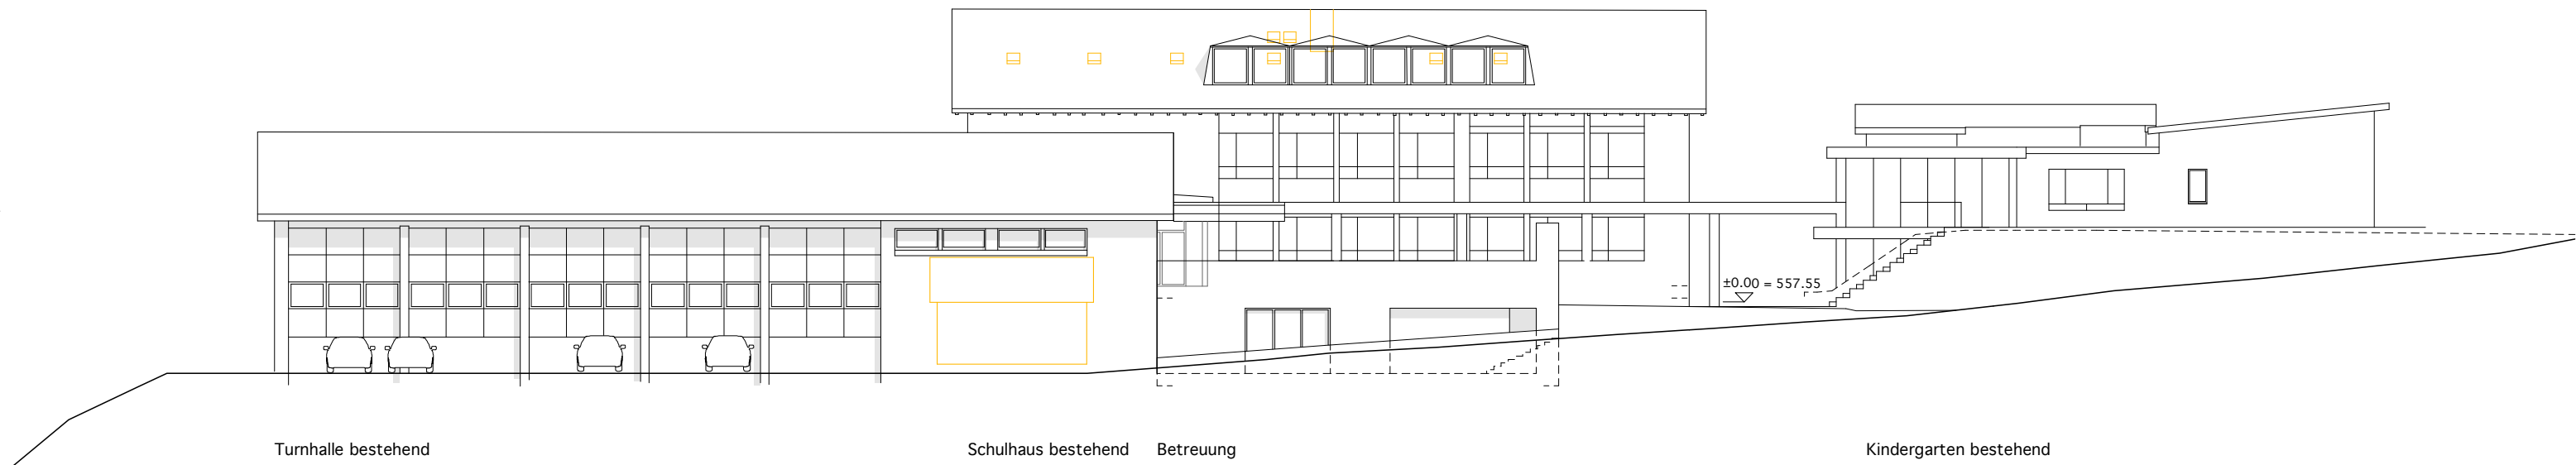 ±0.00 = 557.55
Turnhalle bestehend
Schulhaus bestehend
Betreuung
Kindergarten bestehend